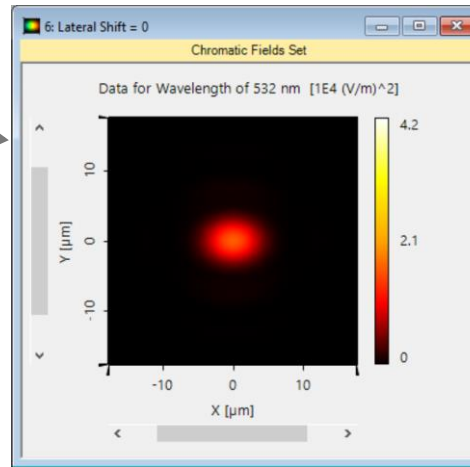 6: Lateral Shift = 0
Chromatic Fields Set
Data for Wavelength of 532 nm [1E4 (V/m)^2]
4.2
2.1
0
10
0
-10
Y [µm]
-10 0 10
X [µm]